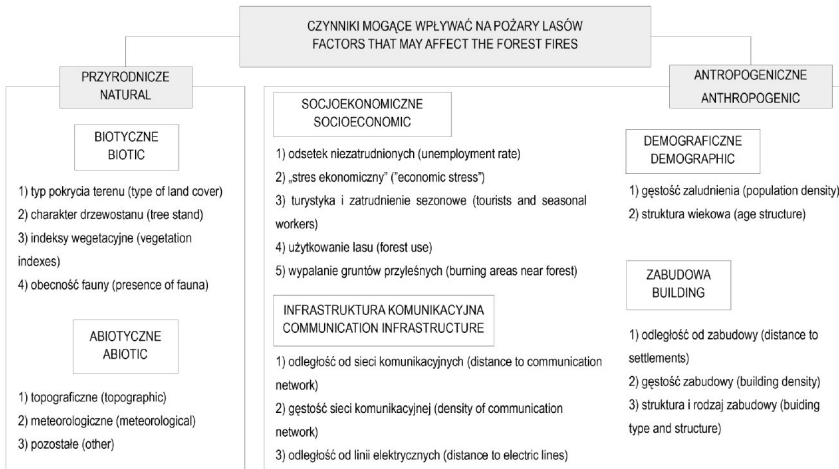 CZYNNIKI MOGĄCE WPŁYWAĆ NA POŻARY LASÓW
FACTORS THAT MAY AFFECT THE FOREST FIRES
PRZYRODNICZE
NATURAL
BIOTYCZNE
BIOTIC
1) typ pokrycia terenu (type of land cover)
2) charakter drzewostanu (tree stand)
3) indeksy wegetacyjne (vegetation
indexes)
4) obecność fauny (presence of fauna)
ABIOTYCZNE
ABIOTIC
1) topograficzne (topographic)
2) meteorologiczne (meteorological)
3) pozostałe (other)
ANTROPOGENICZNE
ANTHROPOGENIC
SOCJOEKONOMICZNE
SOCIOECONOMIC
1) odsetek niezatrudnionych (unemployment rate)
2) „stres ekonomiczny” (”economic stress”)
3) turystyka i zatrudnienie sezonowe (tourists and seasonal
workers)
4) użytkowanie lasu (forest use)
5) wypalanie gruntów przyleśnych (burning areas near forest)
INFRASTRUKTURA KOMUNIKACYJNA
COMMUNICATION INFRASTRUCTURE
1) odległość od sieci komunikacyjnych (distance to communication
network)
2) gęstość sieci komunikacyjnej (density of communication
network)
3) odległość od linii elektrycznych (distance to electric lines)
DEMOGRAFICZNE
DEMOGRAPHIC
1) gęstość zaludnienia (population density)
2) struktura wiekowa (age structure)
ZABUDOWA
BUILDING
1) odległość od zabudowy (distance to
settlements)
2) gęstość zabudowy (building density)
3) struktura i rodzaj zabudowy (buiding
type and structure)